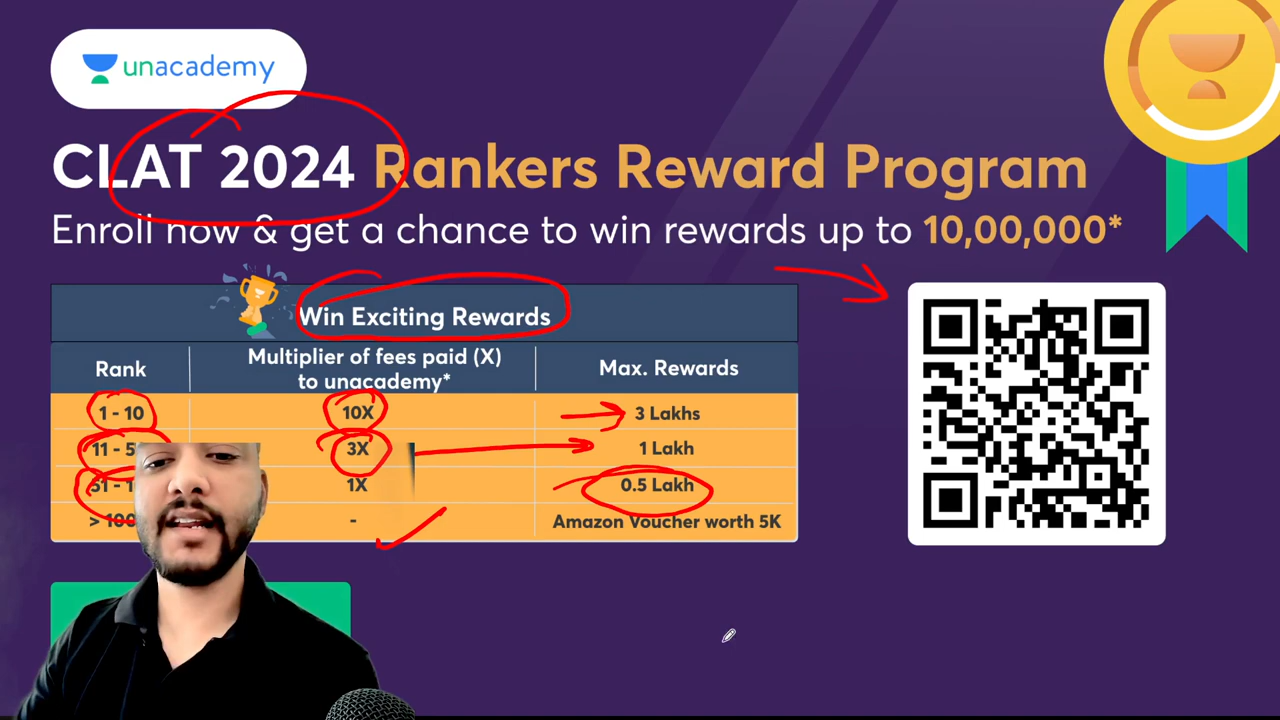 unacademy
CLAT 2024 Rankers Reward Program
Enroll now & get a chance to win rewards up to 10,00,000*
Win Exciting Rewards
Rank
Multiplier of fees paid (X)
to unacademy*
Max. Rewards
1 - 10 10X 3 Lakhs
11 - 3X 1 Lakh
1X 0.5 Lakh
> 100 - Amazon Voucher worth 5K